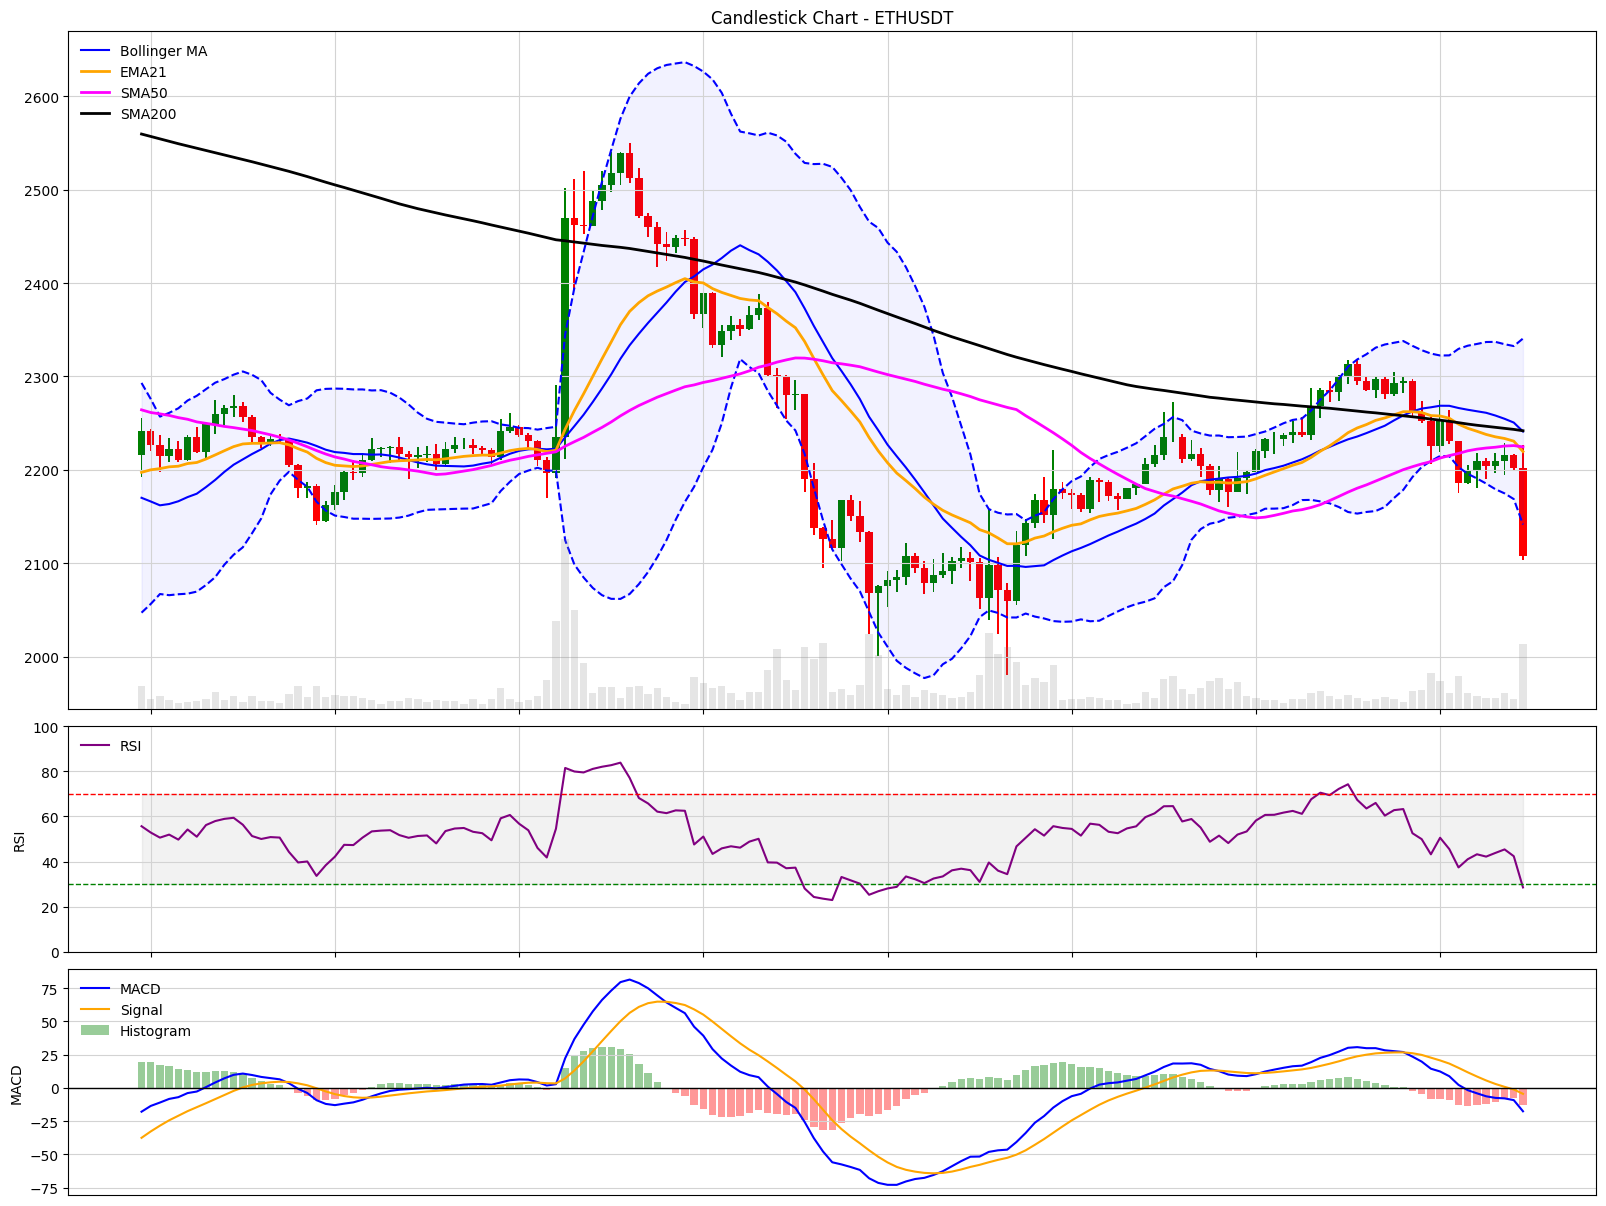 Candlestick Chart - ETHUSDT
Bollinger MA
EMA21
SMA50
SMA200
2600
2500
2400
2300
2200
2100
2000
RSI
100
80
60
40
20
0
RSI
MACD
Signal
Histogram
75
50
25
0
−25
−50
−75
MACD